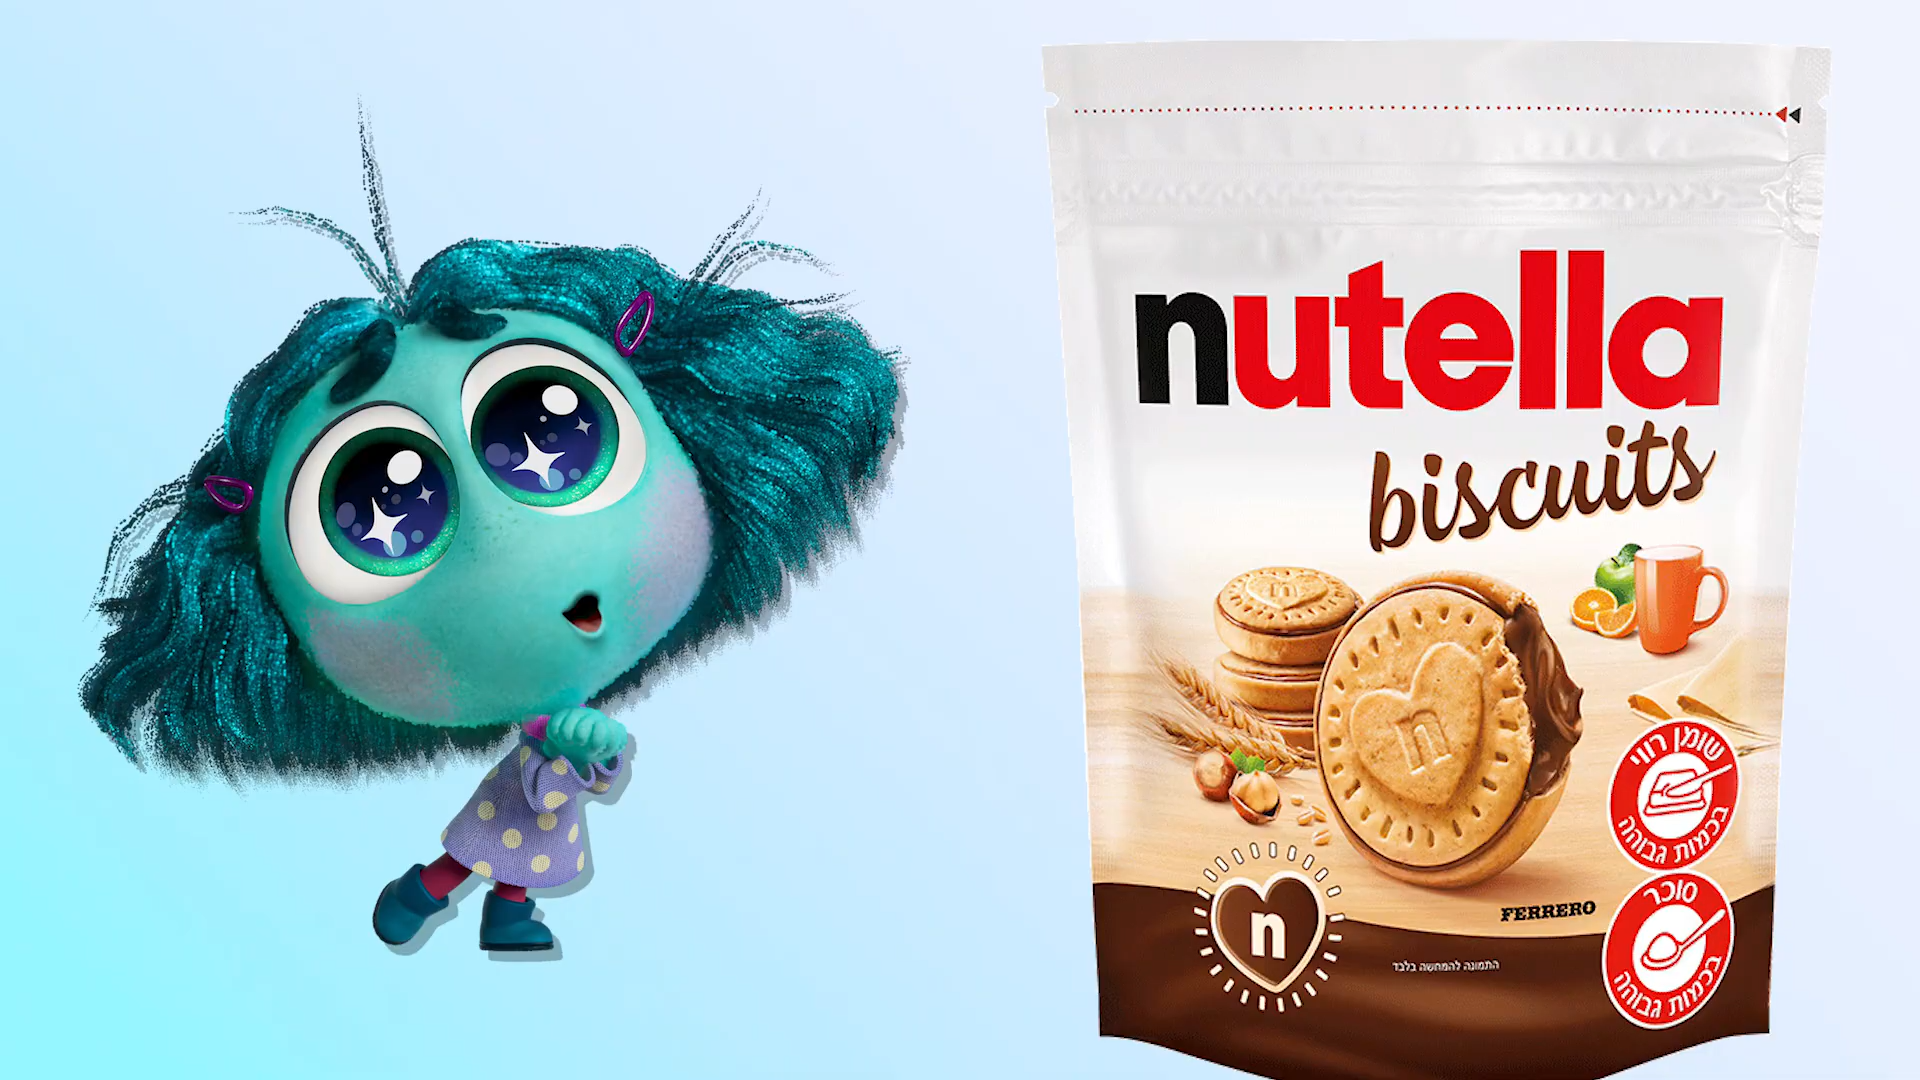 nutella
biscuits
n
n
שומן רווי
בכמות גבוהה
FERRERO
סוכר
בכמות גבוהה
n
התמונה להמחשה בלבד